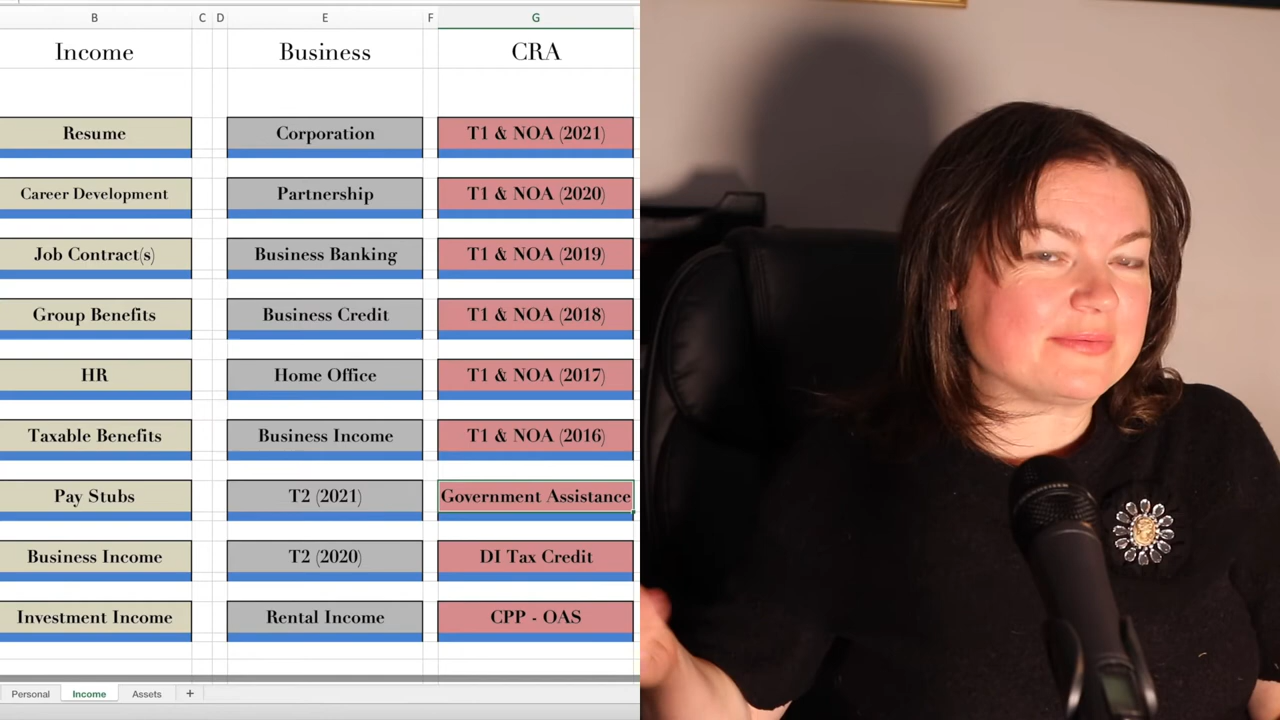 B C D E F G
Income Business CRA
Resume Corporation T1 & NOA (2021)
Career Development Partnership T1 & NOA (2020)
Job Contract(s) Business Banking T1 & NOA (2019)
Group Benefits Business Credit T1 & NOA (2018)
HR Home Office T1 & NOA (2017)
Taxable Benefits Business Income T1 & NOA (2016)
Pay Stubs T2 (2021) Government Assistance
Business Income T2 (2020) DI Tax Credit
Investment Income Rental Income CPP - OAS
Personal Income Assets +